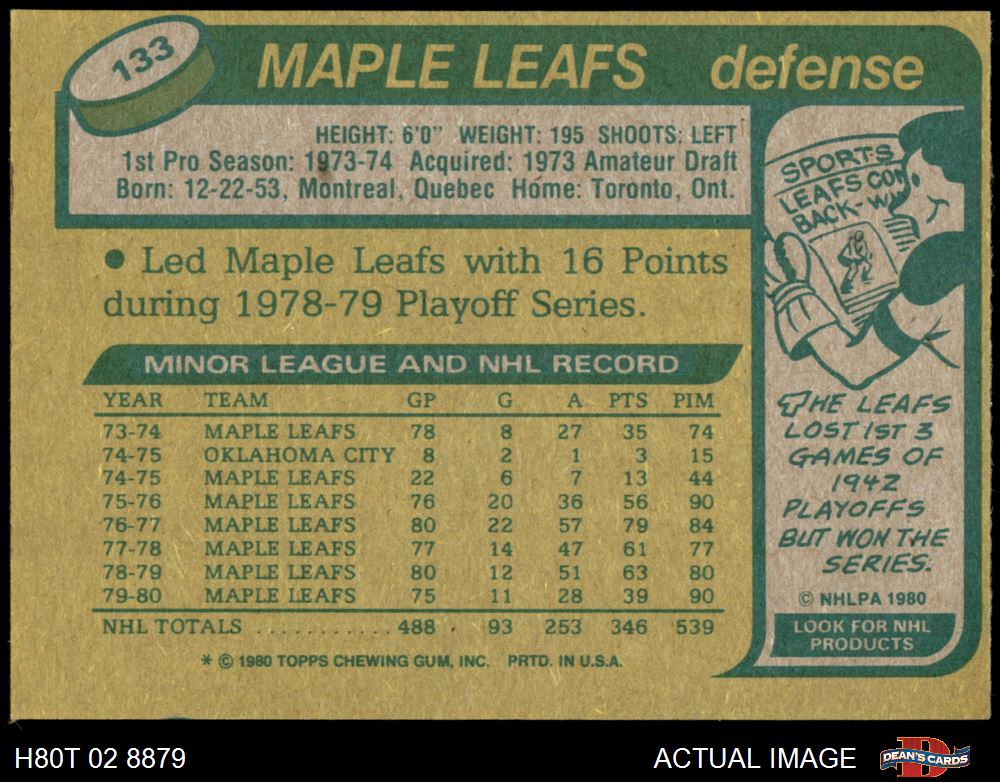 133
MAPLE LEAFS defense
HEIGHT: 6'0" WEIGHT: 195 SHOOTS: LEFT
1st Pro Season: 1973-74 Acquired: 1973 Amateur Draft
Born: 12-22-53, Montreal, Quebec Home: Toronto, Ont.
• Led Maple Leafs with 16 Points
during 1978-79 Playoff Series.
MINOR LEAGUE AND NHL RECORD
YEAR TEAM GP G A PTS PIM
73-74 MAPLE LEAFS 78 8 27 35 74
74-75 OKLAHOMA CITY 8 2 1 3 15
74-75 MAPLE LEAFS 22 6 7 13 44
75-76 MAPLE LEAFS 76 20 36 56 90
76-77 MAPLE LEAFS 80 22 57 79 84
77-78 MAPLE LEAFS 77 14 47 61 77
78-79 MAPLE LEAFS 80 12 51 63 80
79-80 MAPLE LEAFS 75 11 28 39 90
NHL TOTALS ........... 488 93 253 346 539
* © 1980 TOPPS CHEWING GUM, INC. PRTD. IN U.S.A.
SPORTS
LEAFS COM
BACK-W
THE LEAFS
LOST 1ST 3
GAMES OF
1942
PLAYOFFS
BUT WON THE
SERIES.
© NHLPA 1980
LOOK FOR NHL
PRODUCTS
H80T 02 8879
ACTUAL IMAGE
DEAN'S CARDS